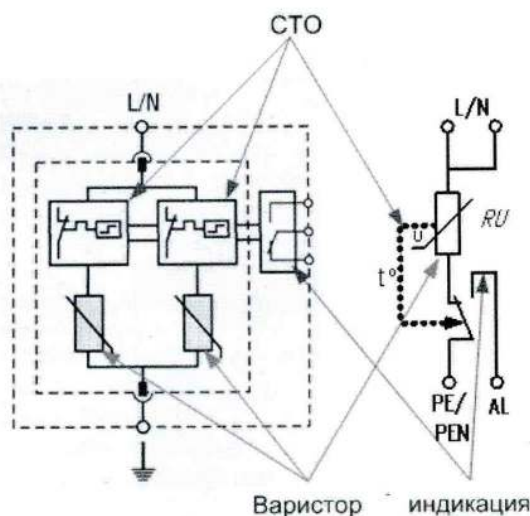 СТО
L/N
L/N
RU
U
t°
PE/
PEN
AL
Варистор индикация